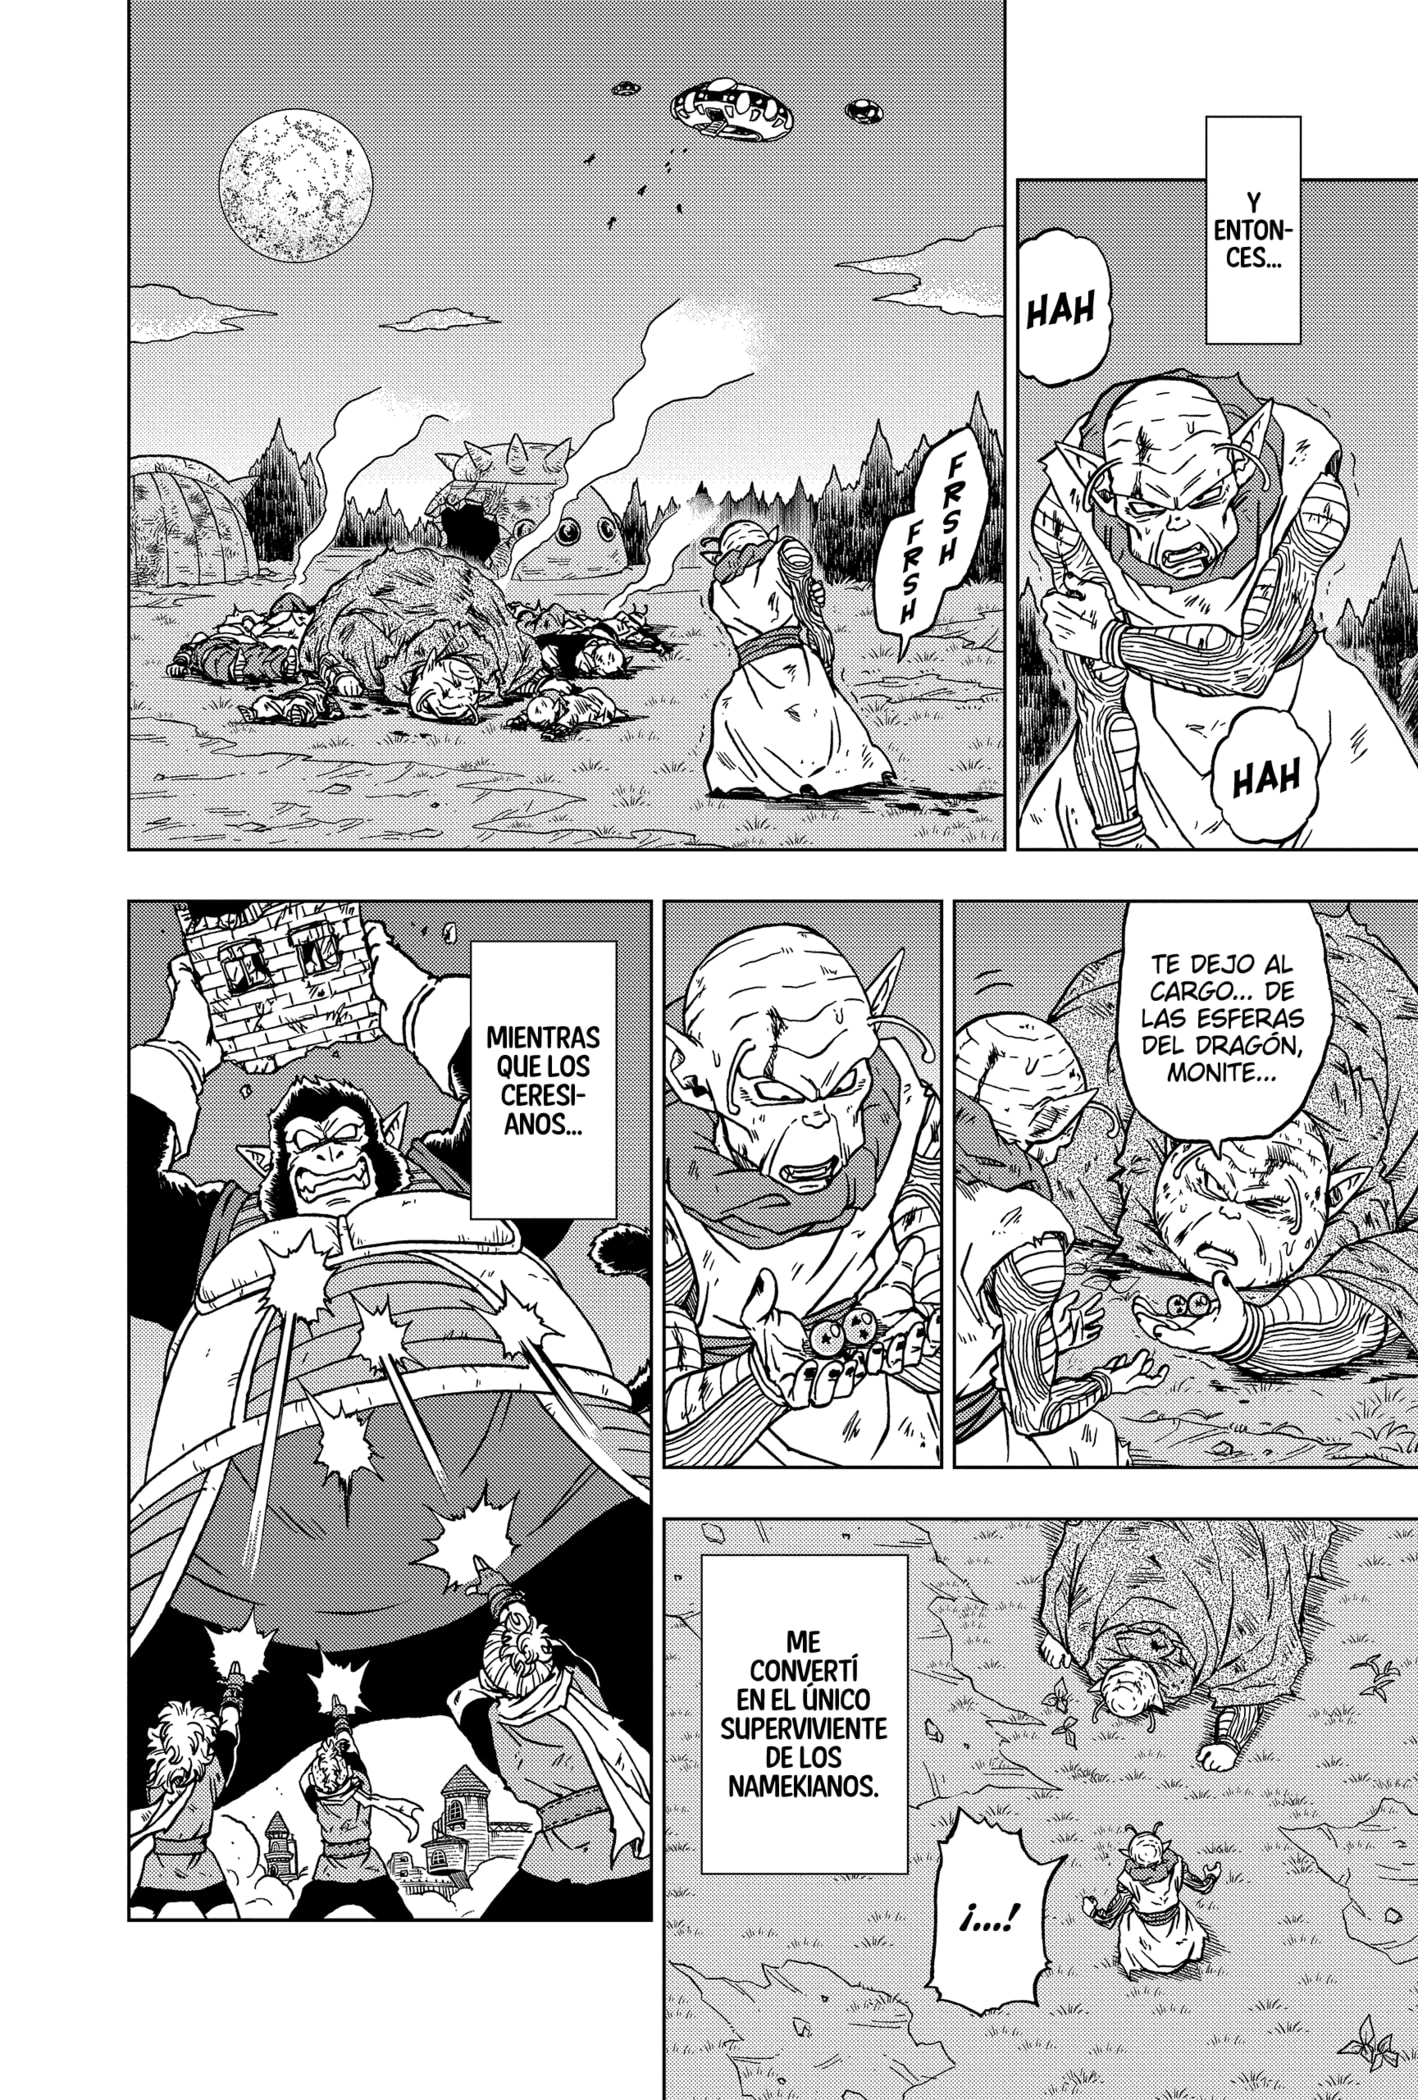 Y
ENTON-
CES...
HAH
HAH
FRSH
FRSH
TE DEJO AL
CARGO... DE
LAS ESFERAS
DEL DRAGÓN,
MONITE...
MIENTRAS
QUE LOS
CERESI-
ANOS...
ME
CONVERTÍ
EN EL ÚNICO
SUPERVIVIENTE
DE LOS
NAMEKIANOS.
¡...!